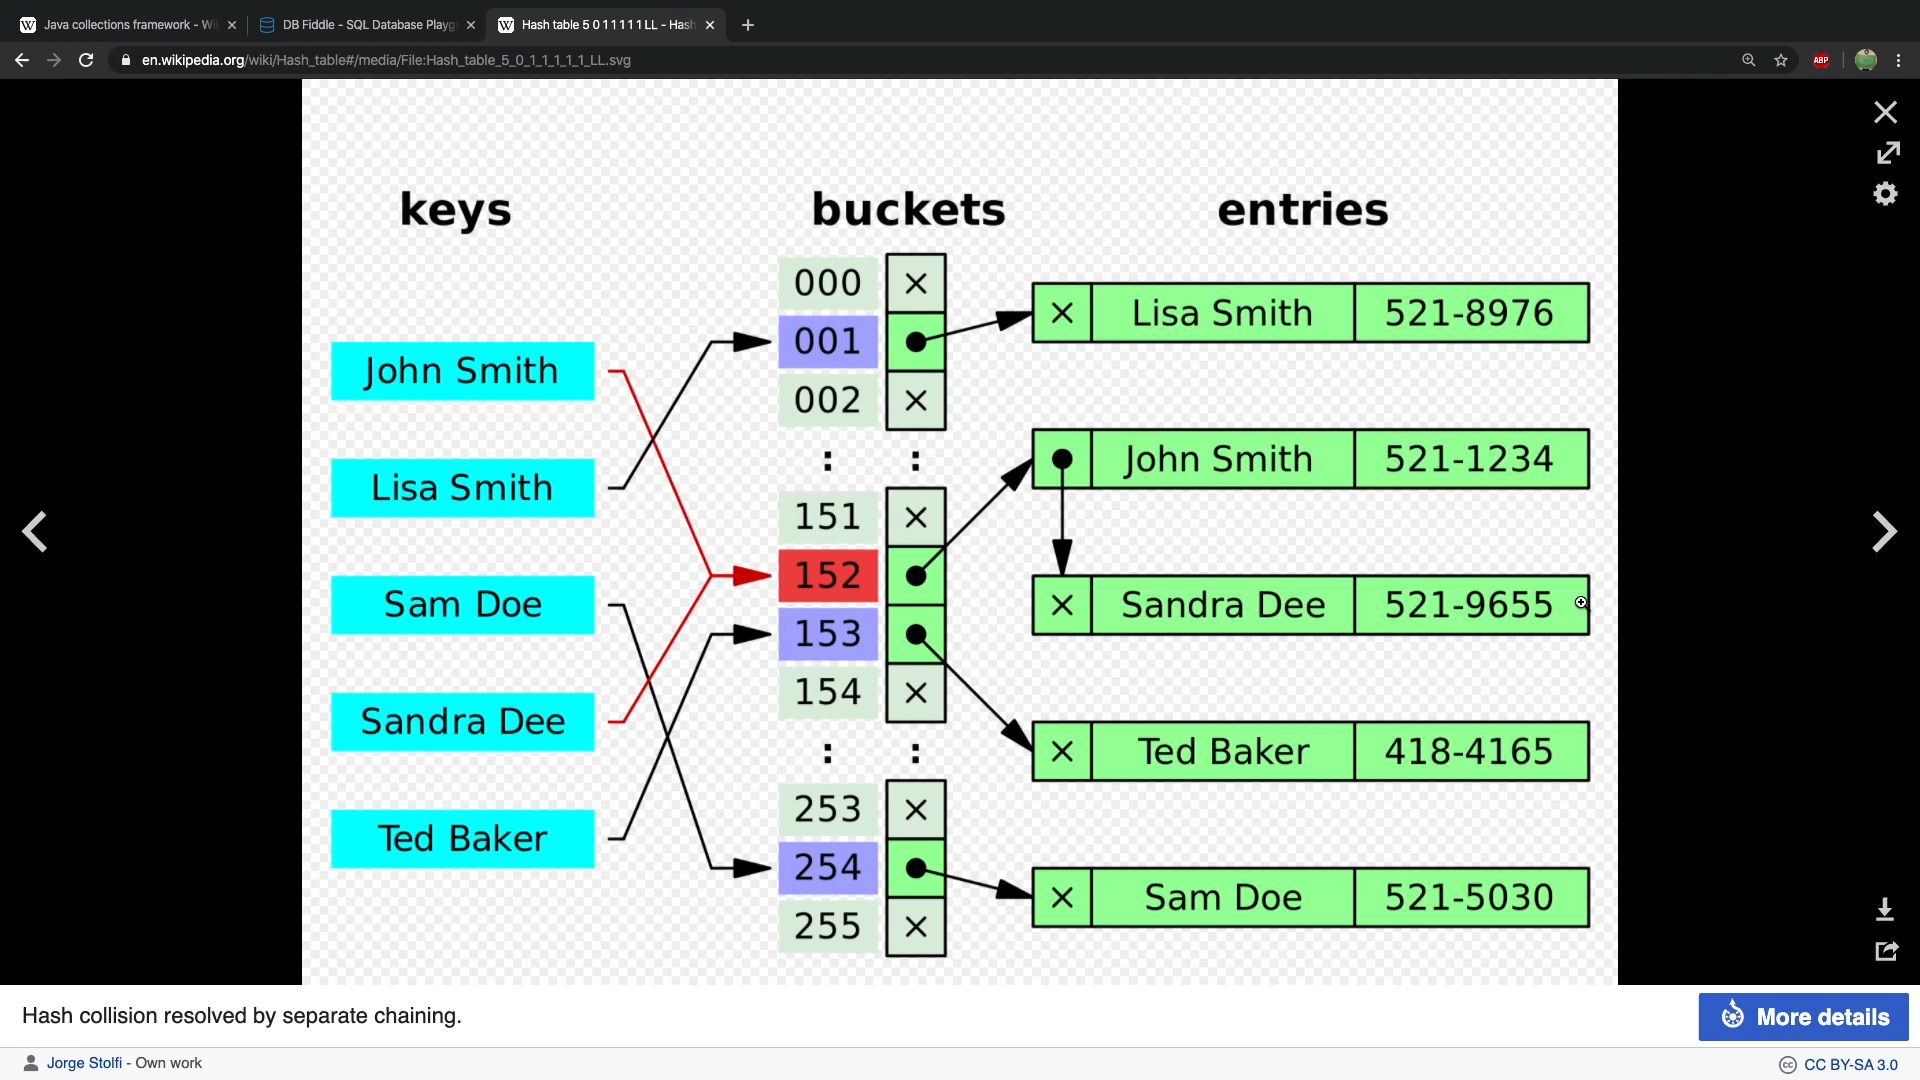 Java collections framework - Wi
DB Fiddle - SQL Database Playg
Hash table 5 0 1 1 1 1 1 LL - Hash
en.wikipedia.org/wiki/Hash_table#/media/File:Hash_table_5_0_1_1_1_1_1_LL.svg
ABP
keys
buckets
entries
000
001
002
:
:
151
152
153
154
:
:
253
254
255
John Smith
Lisa Smith
Sam Doe
Sandra Dee
Ted Baker
Lisa Smith 521-8976
John Smith 521-1234
Sandra Dee 521-9655
Ted Baker 418-4165
Sam Doe 521-5030
Hash collision resolved by separate chaining.
More details
Jorge Stolfi - Own work
CC BY-SA 3.0